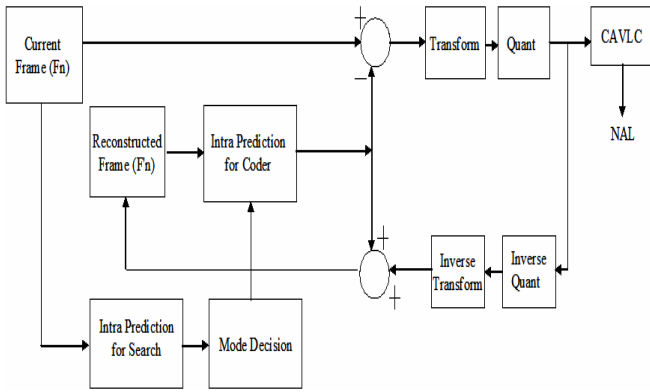 Current
Frame (Fn)
+
−
Transform
Quant
CAVLC
NAL
Reconstructed
Frame (F'n)
Intra Prediction
for Coder
+
+
Inverse
Transform
Inverse
Quant
Intra Prediction
for Search
Mode Decision